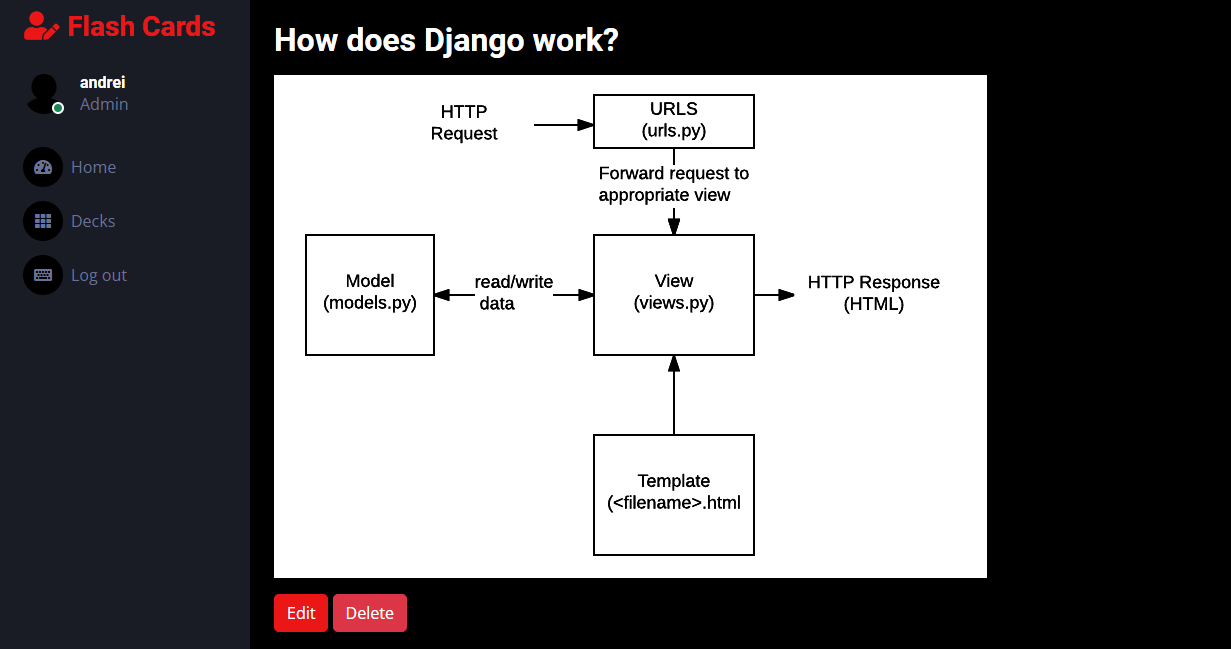 Flash Cards
andrei
Admin
Home
Decks
Log out
How does Django work?
HTTP
Request
URLS
(urls.py)
Forward request to
appropriate view
Model
(models.py)
read/write
data
View
(views.py)
HTTP Response
(HTML)
Template
(<filename>.html
Edit
Delete